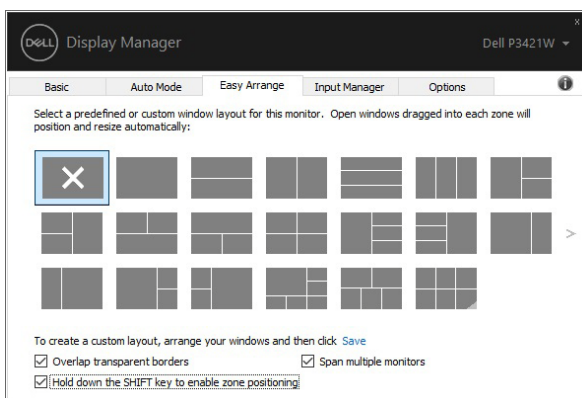 x
DELL Display Manager Dell P3421W
Basic Auto Mode Easy Arrange Input Manager Options i
Select a predefined or custom window layout for this monitor. Open windows dragged into each zone will
position and resize automatically:
>
To create a custom layout, arrange your windows and then click Save
Overlap transparent borders Span multiple monitors
Hold down the SHIFT key to enable zone positioning